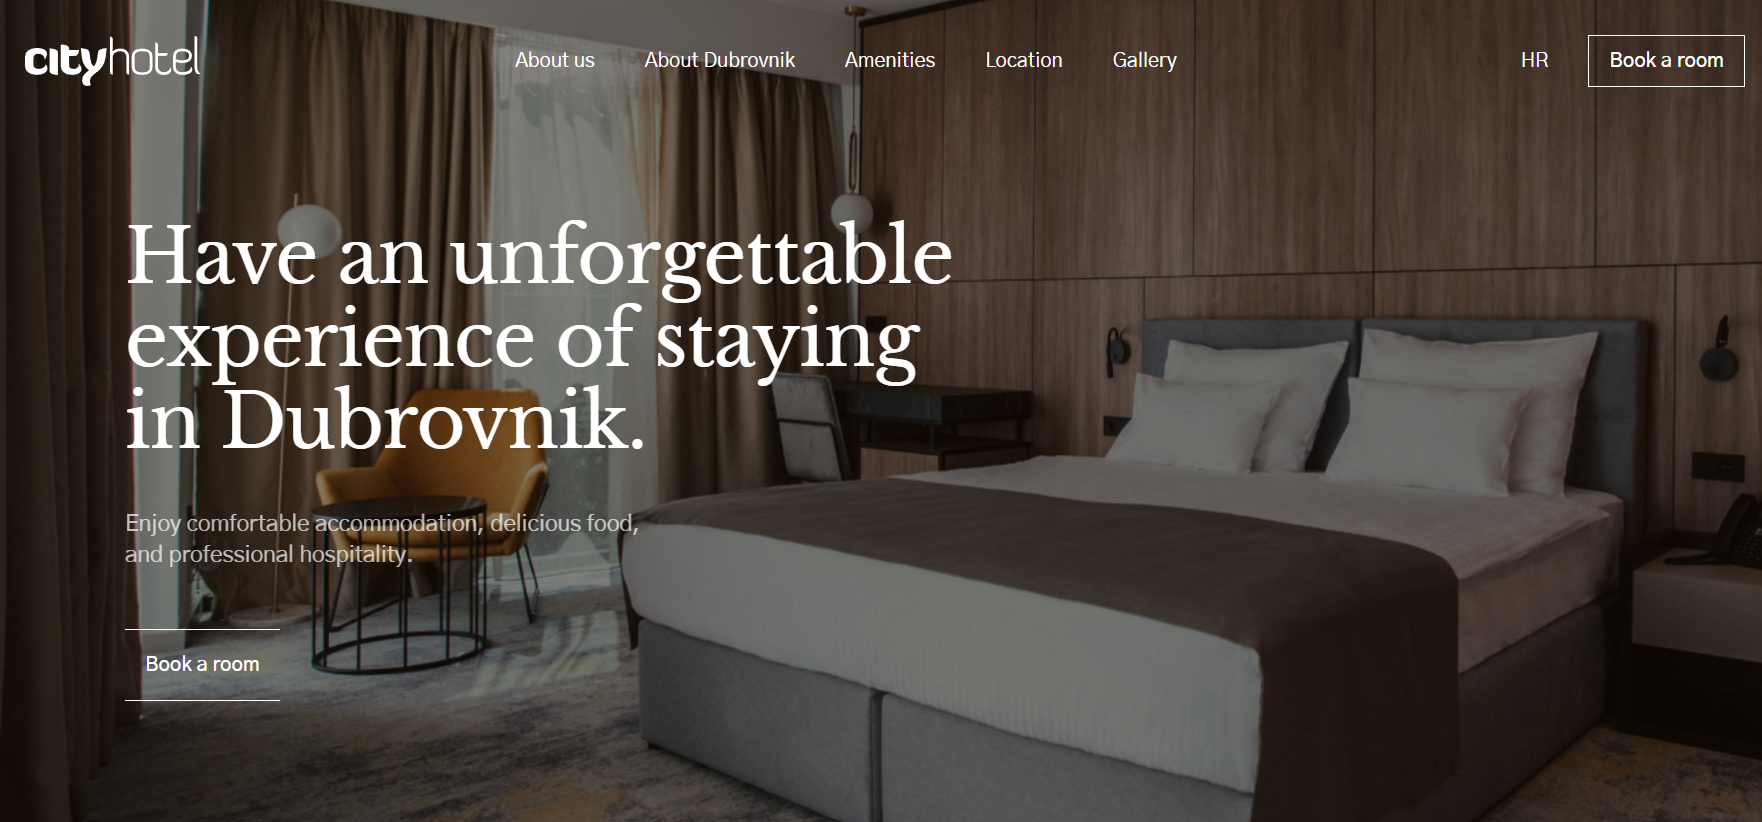 cityhotel
About us
About Dubrovnik
Amenities
Location
Gallery
HR
Book a room
Have an unforgettable
experience of staying
in Dubrovnik.
Enjoy comfortable accommodation, delicious food,
and professional hospitality.
Book a room